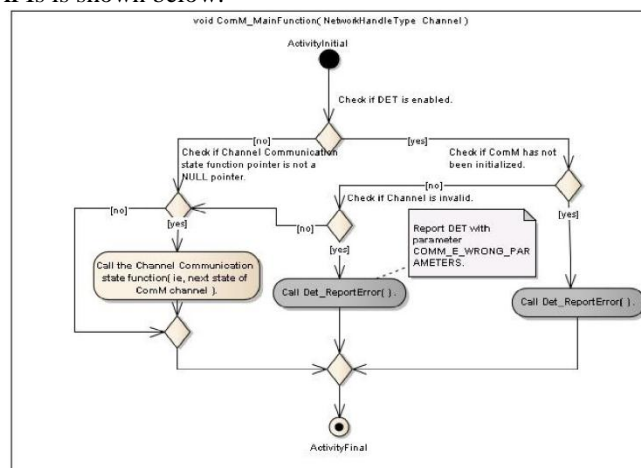 is shown below.
void ComM_MainFunction( NetworkHandleType Channel )
ActivityInitial
Check if DET is enabled.
[no]
[yes]
Check if Channel Communication
state function pointer is not a
NULL pointer.
Check if ComM has not
been initialized.
[no]
Check if Channel is invalid.
[no]
[yes]
[no]
[yes]
[yes]
Report DET with
parameter
COMM_E_WRONG_PAR
AMETERS.
Call the Channel Communication
state function( ie, next state of
ComM channel ).
Call Det_ReportError( ).
Call Det_ReportError( ).
ActivityFinal